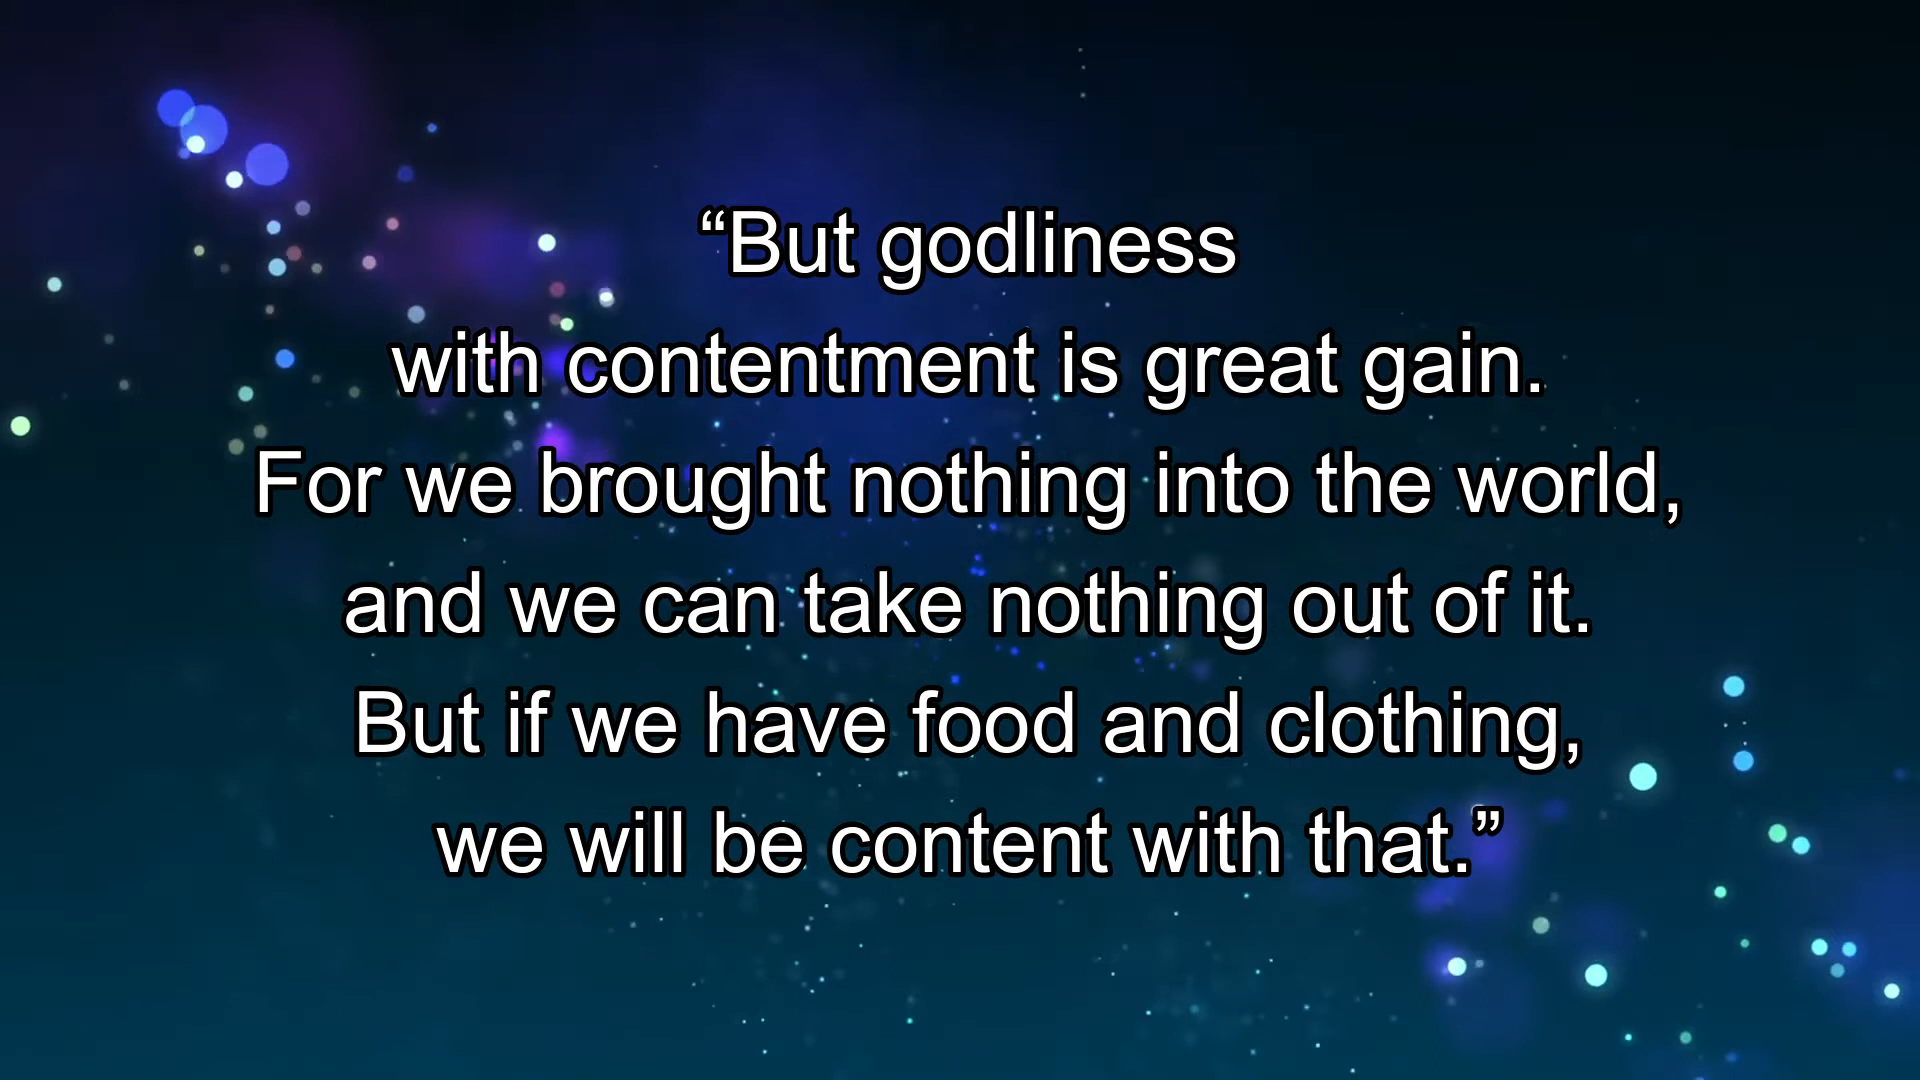 “But godliness
with contentment is great gain.
For we brought nothing into the world,
and we can take nothing out of it.
But if we have food and clothing,
we will be content with that.”